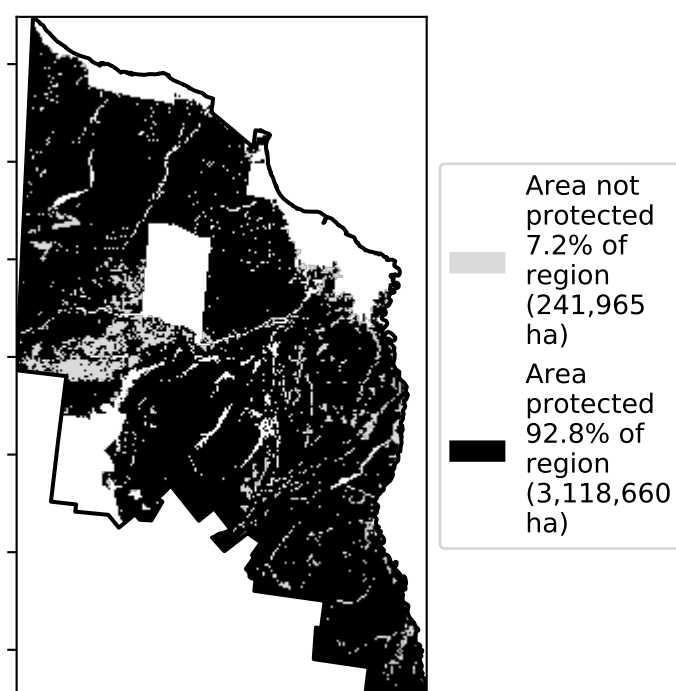 Area not
protected
7.2% of
region
(241,965
ha)
Area
protected
92.8% of
region
(3,118,660
ha)